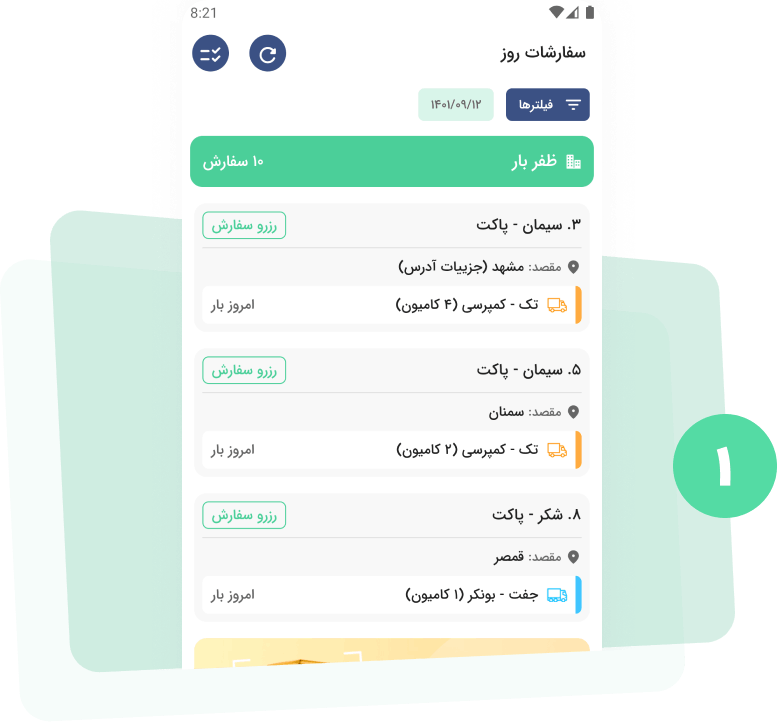 8:21
سفارشات روز
فیلترها
۱۴۰۱/۰۹/۱۲
ظفر بار
۱۰ سفارش
۳. سیمان - پاکت
رزرو سفارش
مقصد: مشهد (جزییات آدرس)
تک - کمپرسی (۴ کامیون)
امروز بار
۵. سیمان - پاکت
رزرو سفارش
مقصد: سمنان
تک - کمپرسی (۲ کامیون)
امروز بار
۸. شکر - پاکت
رزرو سفارش
مقصد: قمصر
جفت - بونکر (۱ کامیون)
امروز بار
۱